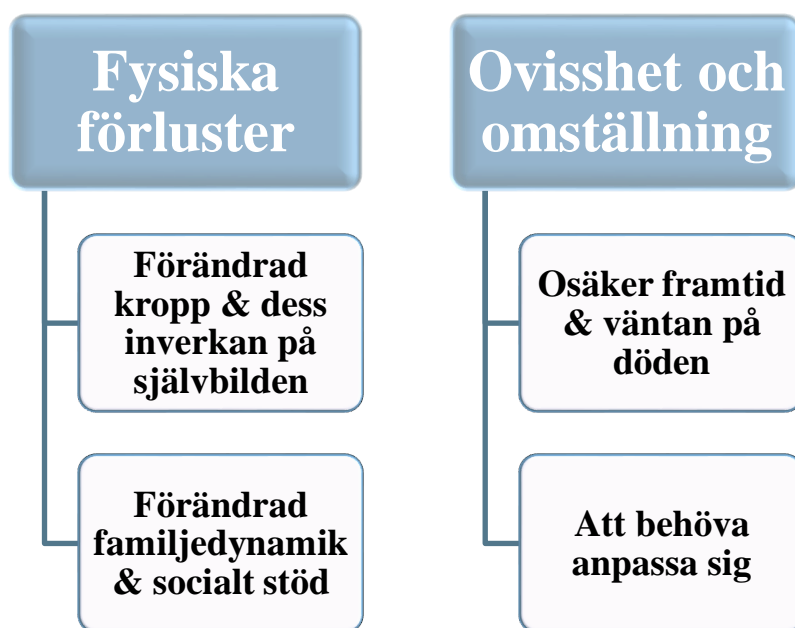 Fysiska
förluster
Förändrad
kropp & dess
inverkan på
självbilden
Förändrad
familjedynamik
& socialt stöd
Ovisshet och
omställning
Osäker framtid
& väntan på
döden
Att behöva
anpassa sig